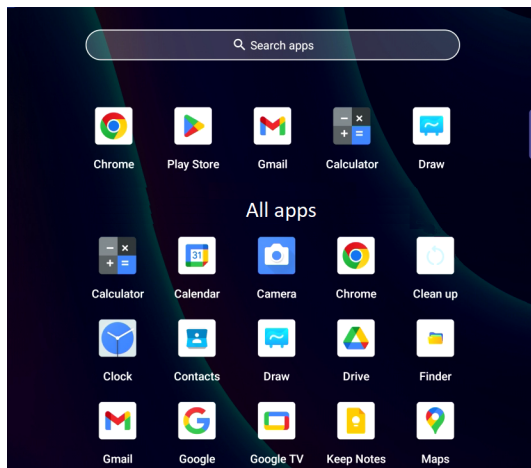 Search apps
Chrome Play Store Gmail Calculator Draw
All apps
31
Calculator Calendar Camera Chrome Clean up
Clock Contacts Draw Drive Finder
Gmail Google Google TV Keep Notes Maps